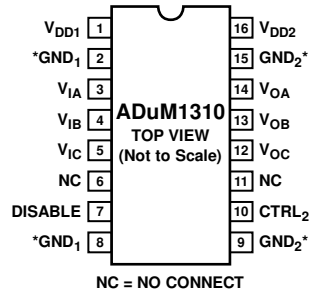 VDD1 1 16 VDD2
*GND1 2 15 GND2*
VIA 3 14 VOA
ADuM1310
VIB 4 13 VOB
TOP VIEW
VIC 5 12 VOC
(Not to Scale)
NC 6 11 NC
DISABLE 7 10 CTRL2
*GND1 8 9 GND2*
NC = NO CONNECT